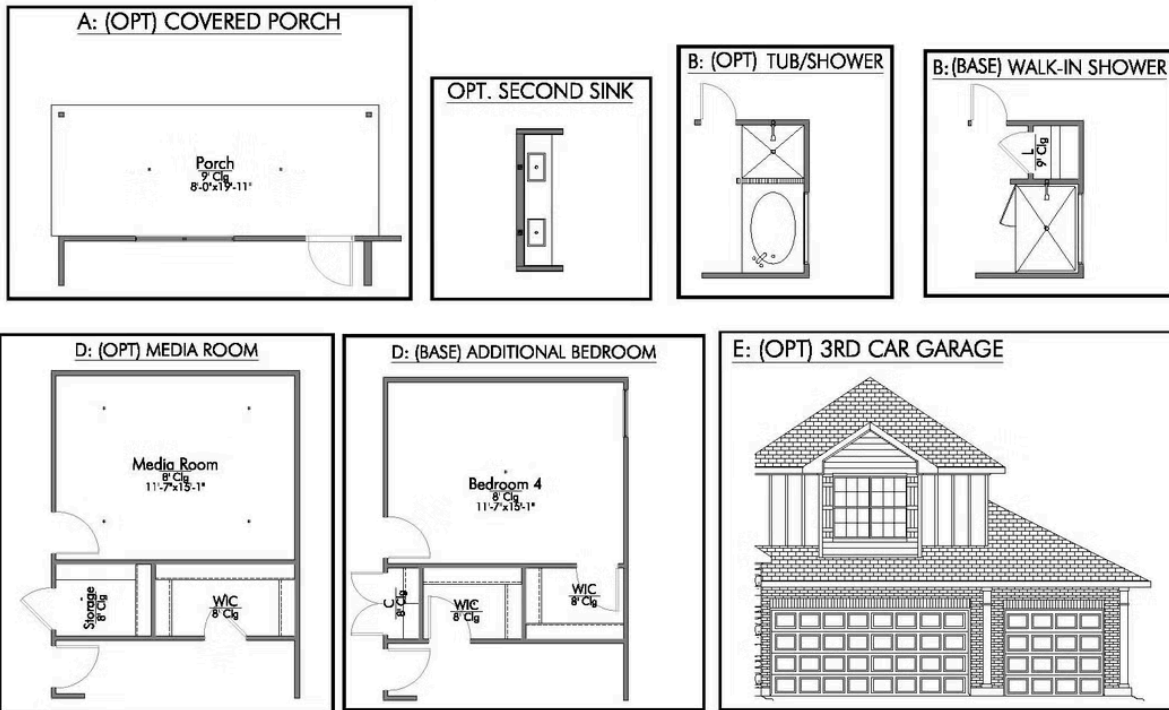 A: (OPT) COVERED PORCH
Porch
9' Clg
8'-0"x19'-11"
OPT. SECOND SINK
B: (OPT) TUB/SHOWER
B: (BASE) WALK-IN SHOWER
L
9' Clg
D: (OPT) MEDIA ROOM
Media Room
8' Clg
11'-7"x15'-1"
Storage
8' Clg
WIC
8' Clg
D: (BASE) ADDITIONAL BEDROOM
Bedroom 4
8' Clg
11'-7"x15'-1"
C
8' Clg
WIC
8' Clg
WIC
8' Clg
E: (OPT) 3RD CAR GARAGE